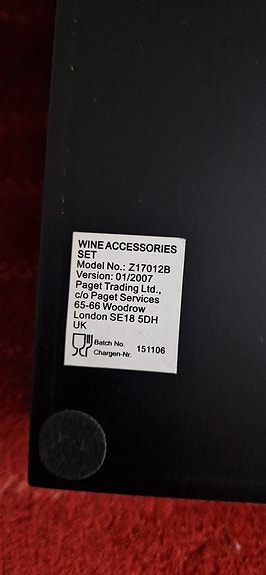 WINE ACCESSORIES
SET
Model No.: Z17012B
Version: 01/2007
Paget Trading Ltd.,
c/o Paget Services
65-66 Woodrow
London SE18 5DH
UK
Batch No.
Chargen-Nr. 151106